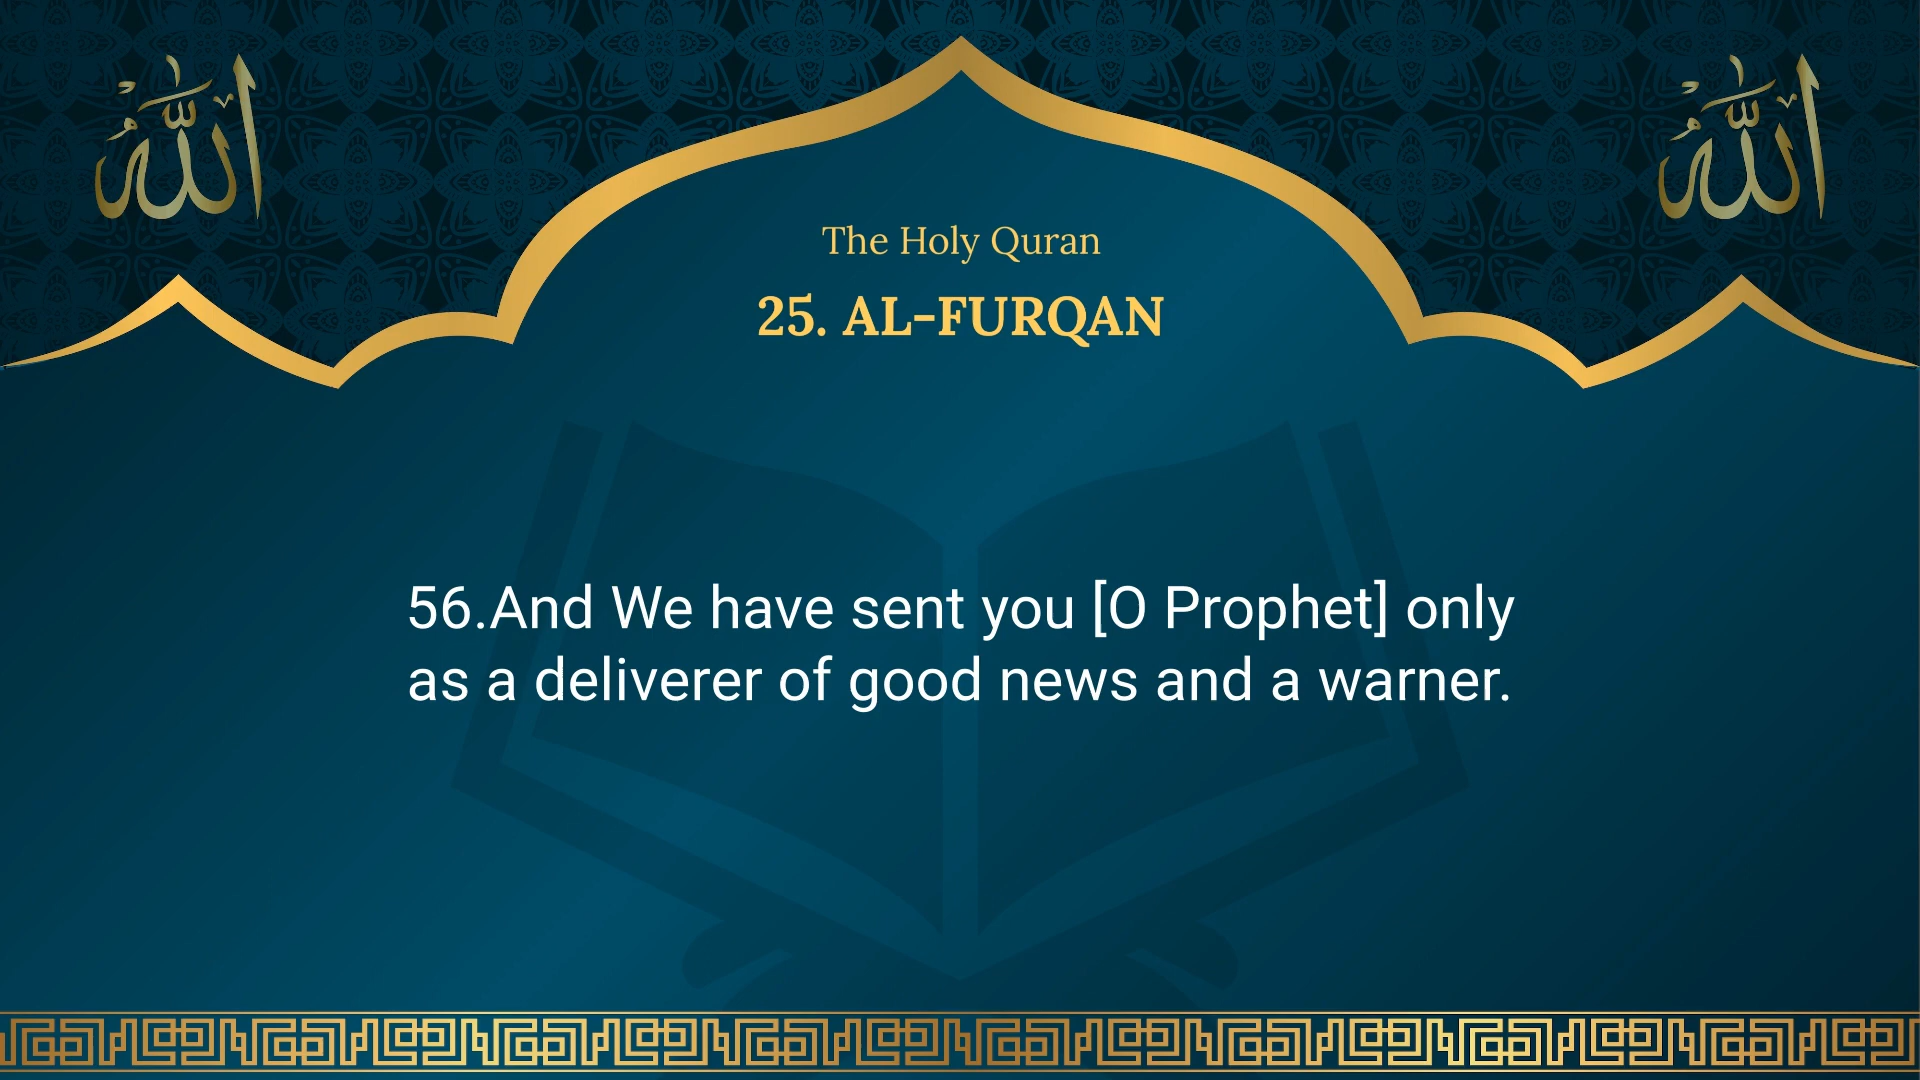 الله الله
The Holy Quran
25. AL-FURQAN
56.And We have sent you [O Prophet] only
as a deliverer of good news and a warner.